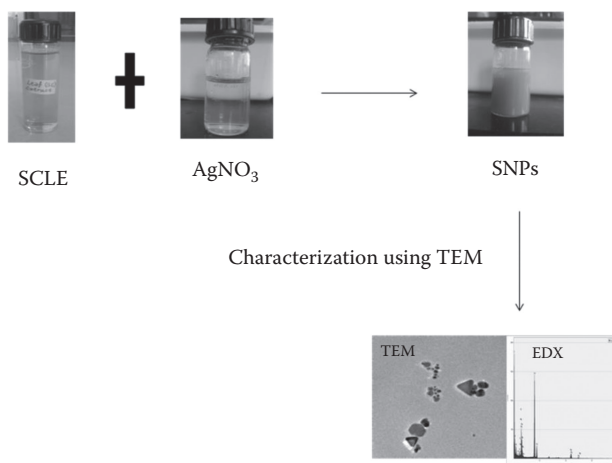 SCLE
AgNO₃
SNPs
Characterization using TEM
TEM
EDX